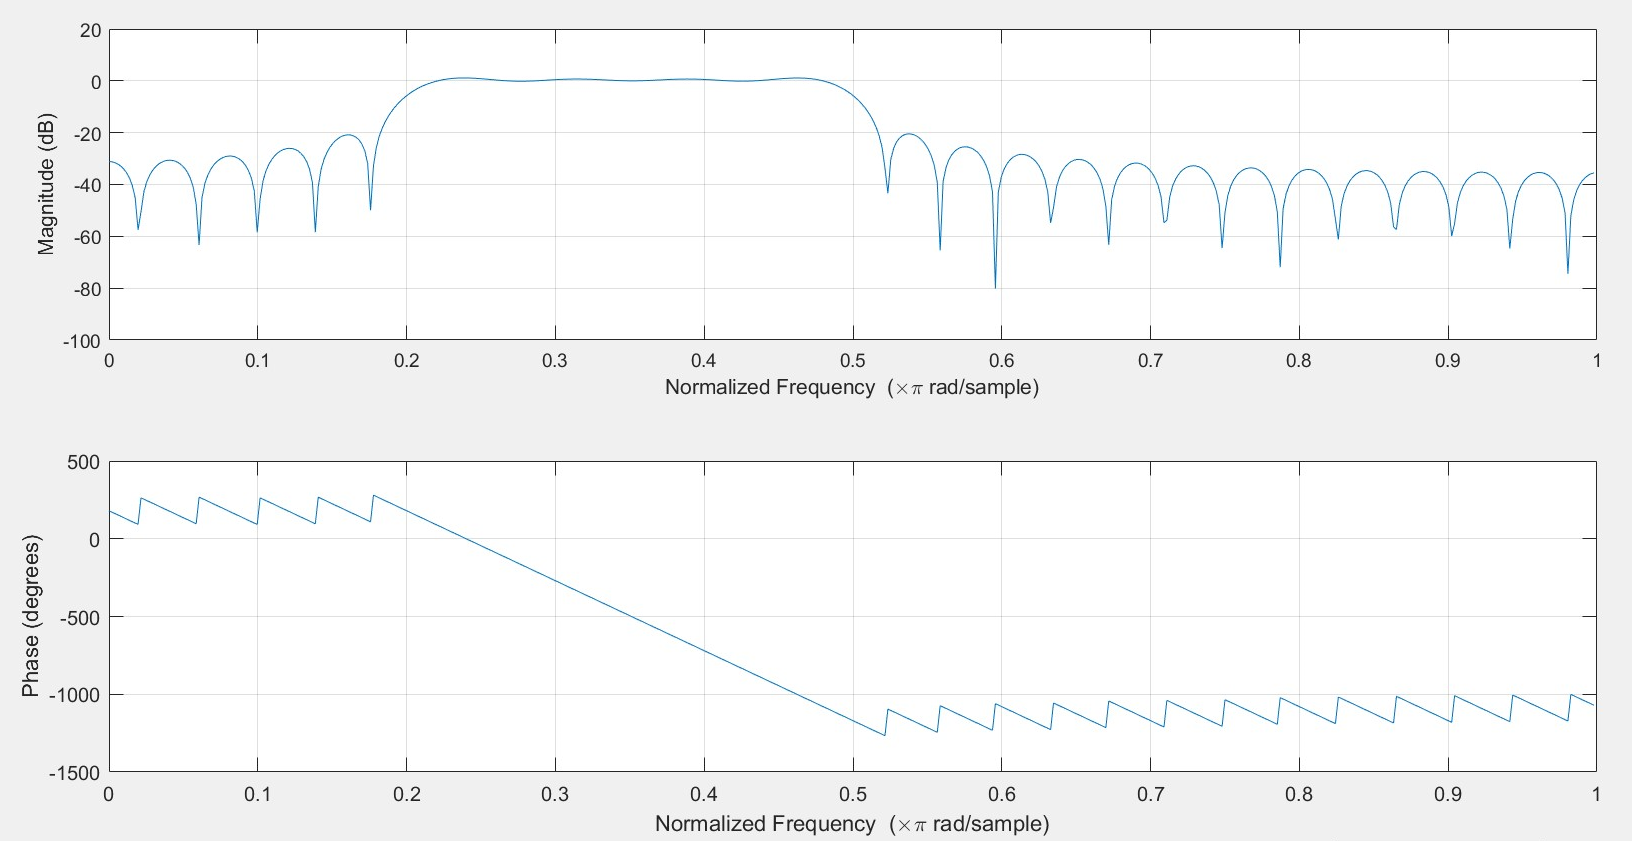 20
0
-20
-40
-60
-80
-100
Magnitude (dB)
0 0.1 0.2 0.3 0.4 0.5 0.6 0.7 0.8 0.9 1
Normalized Frequency (×π rad/sample)
500
0
-500
-1000
-1500
Phase (degrees)
0 0.1 0.2 0.3 0.4 0.5 0.6 0.7 0.8 0.9 1
Normalized Frequency (×π rad/sample)